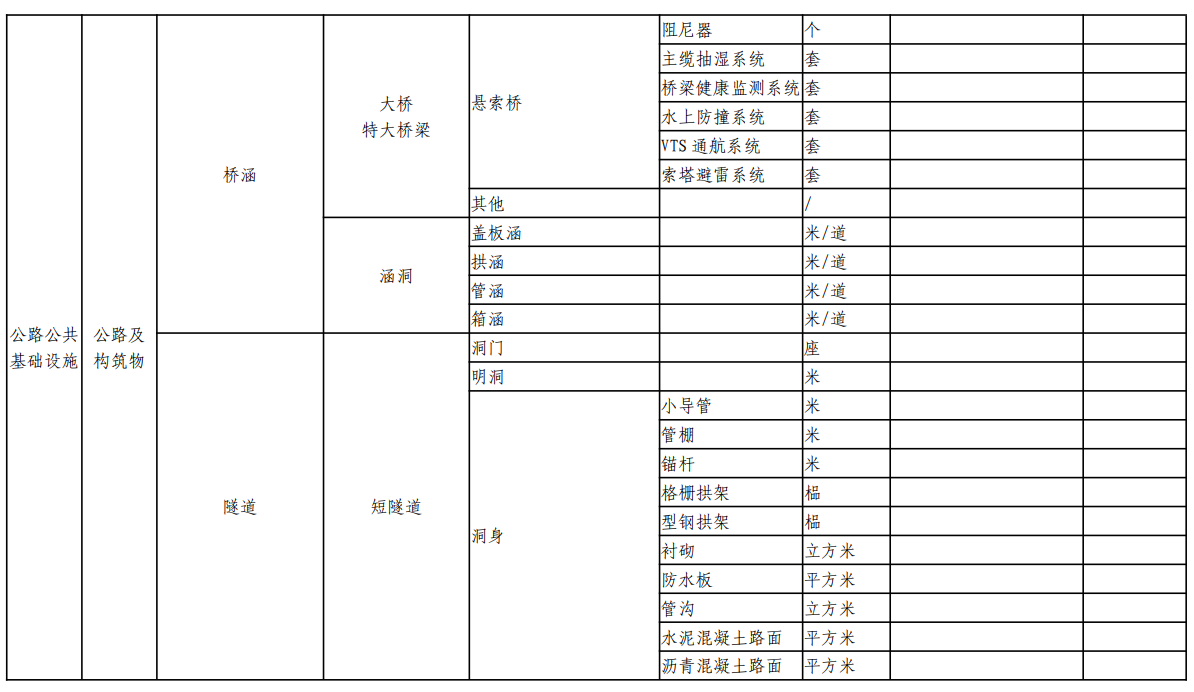 阻尼器 个
主缆抽湿系统 套
桥梁健康监测系统 套
大桥
特大桥梁
悬索桥
水上防撞系统 套
VTS 通航系统 套
桥涵
索塔避雷系统 套
其他 /
盖板涵 米/道
拱涵 米/道
涵洞
管涵 米/道
箱涵 米/道
公路公共
基础设施
公路及
构筑物
洞门 座
明洞 米
小导管 米
管棚 米
锚杆 米
格栅拱架 榀
隧道
短隧道
型钢拱架 榀
洞身
衬砌 立方米
防水板 平方米
管沟 立方米
水泥混凝土路面 平方米
沥青混凝土路面 平方米